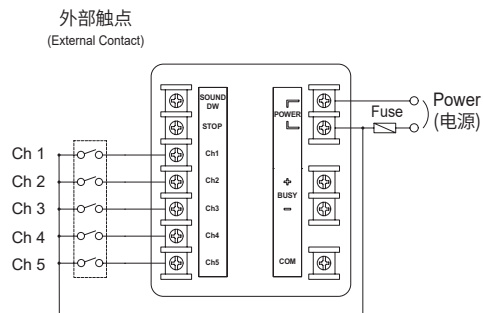 外部触点
(External Contact)
SOUND
DW
STOP
Ch1
Ch2
Ch3
Ch4
Ch5
POWER
+
BUSY
−
COM
Ch 1
Ch 2
Ch 3
Ch 4
Ch 5
Fuse
Power
(电源)